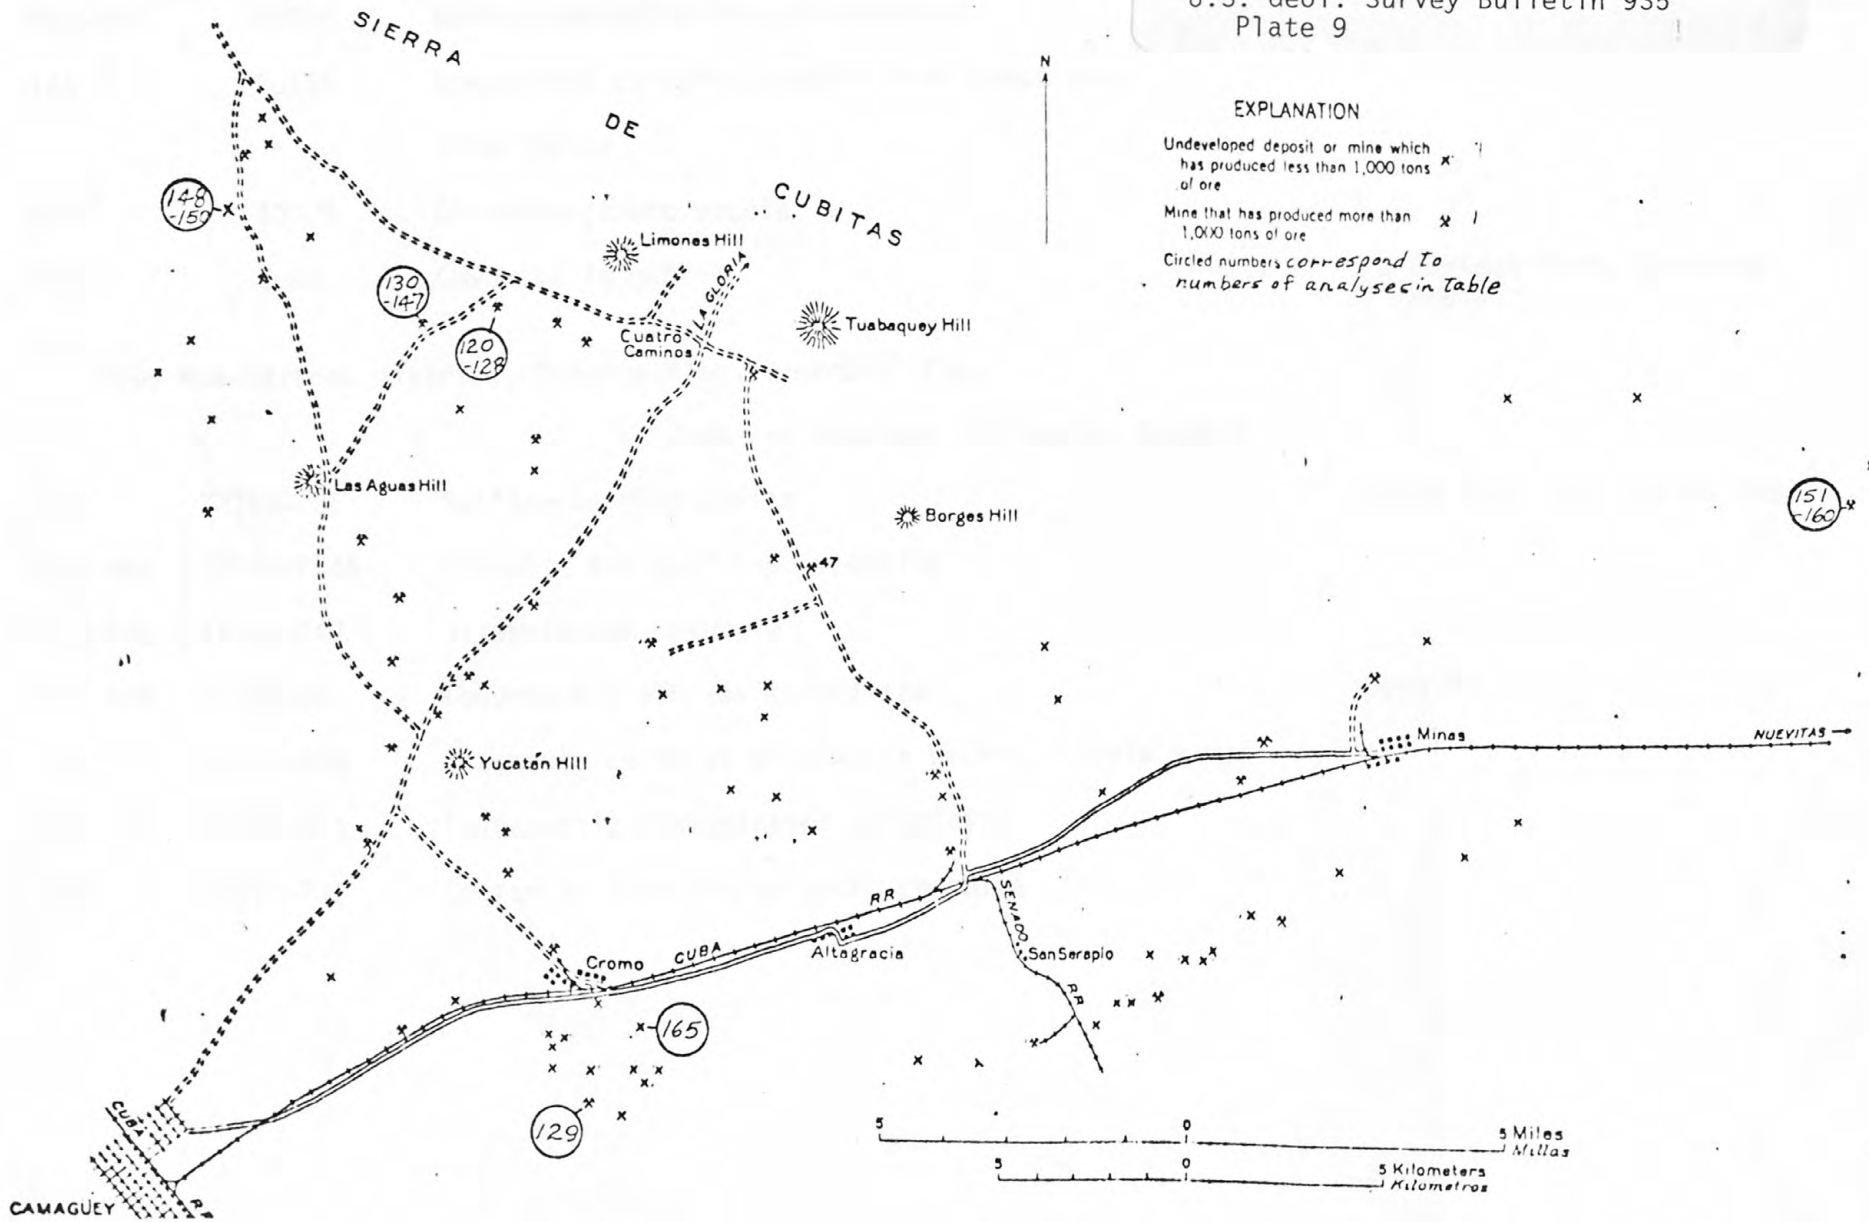 U.S. Geol. Survey Bulletin 935
Plate 9
SIERRA
DE
CUBITAS
N
EXPLANATION
Undeveloped deposit or mine which
has produced less than 1,000 tons
of ore
Mine that has produced more than
1,000 tons of ore
Circled numbers correspond To
numbers of analyses in Table
148
-150
Limones Hill
130
-147
LA GLORIA
Tuabaquey Hill
120
-128
Cuatro
Caminos
Las Aguas Hill
Borges Hill
151
-160
47
Minas
NUEVITAS
Yucatán Hill
RR
SENADO
CUBA
Altagracia
San Serapio
Cromo
RR
165
129
CUBA
RR
CAMAGÜEY
5 0 5 Miles
Millas
5 0 5 Kilometers
Kilometros